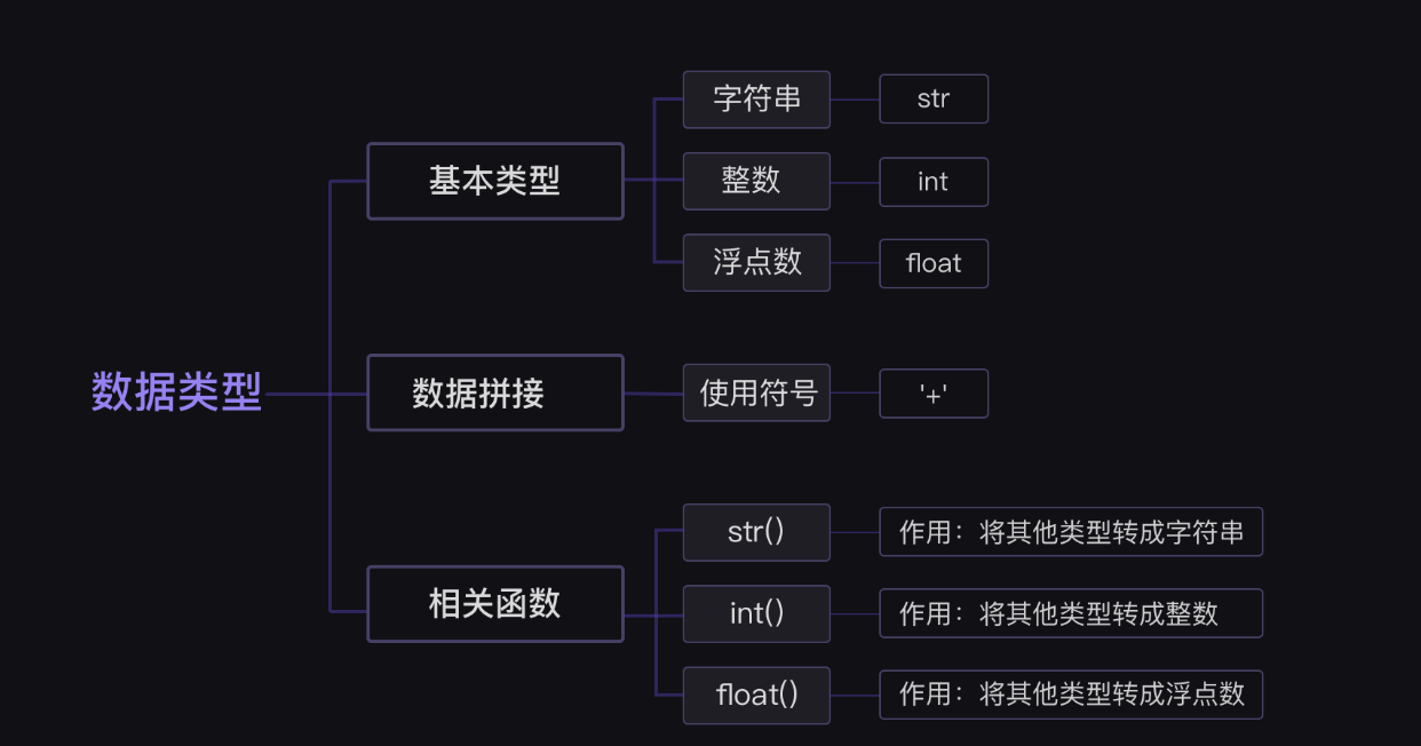 数据类型
基本类型
字符串
str
整数
int
浮点数
float
数据拼接
使用符号
'+'
相关函数
str()
作用：将其他类型转成字符串
int()
作用：将其他类型转成整数
float()
作用：将其他类型转成浮点数